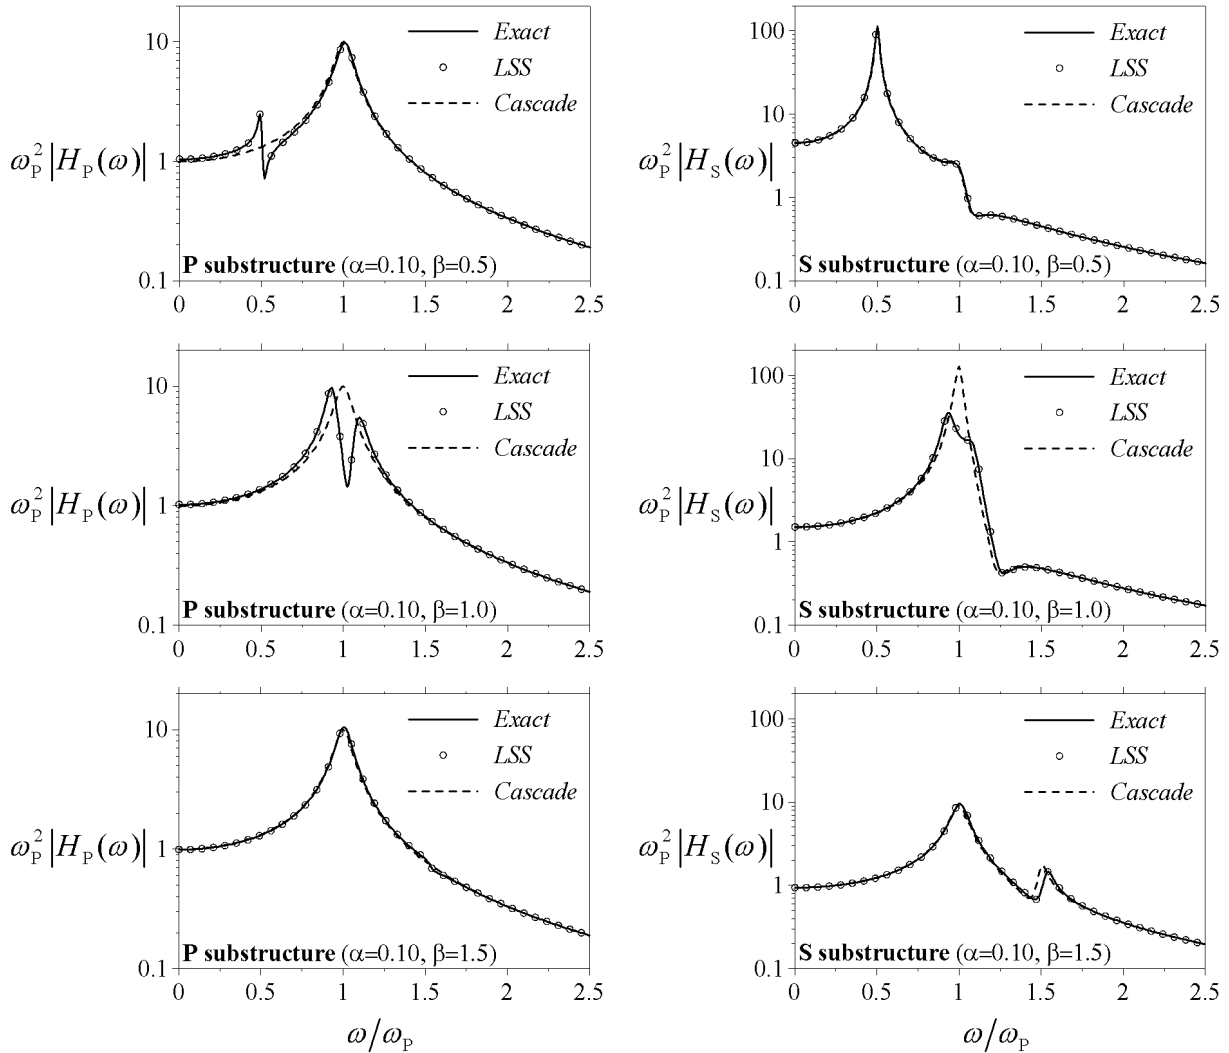 10
1
0.1
ω_P^2 |H_P(ω)|
Exact
LSS
Cascade
P substructure (α=0.10, β=0.5)
0 0.5 1 1.5 2 2.5
100
10
1
0.1
ω_P^2 |H_S(ω)|
Exact
LSS
Cascade
S substructure (α=0.10, β=0.5)
0 0.5 1 1.5 2 2.5
10
1
0.1
ω_P^2 |H_P(ω)|
Exact
LSS
Cascade
P substructure (α=0.10, β=1.0)
0 0.5 1 1.5 2 2.5
100
10
1
0.1
ω_P^2 |H_S(ω)|
Exact
LSS
Cascade
S substructure (α=0.10, β=1.0)
0 0.5 1 1.5 2 2.5
10
1
0.1
ω_P^2 |H_P(ω)|
Exact
LSS
Cascade
P substructure (α=0.10, β=1.5)
0 0.5 1 1.5 2 2.5
ω/ω_P
100
10
1
0.1
ω_P^2 |H_S(ω)|
Exact
LSS
Cascade
S substructure (α=0.10, β=1.5)
0 0.5 1 1.5 2 2.5
ω/ω_P